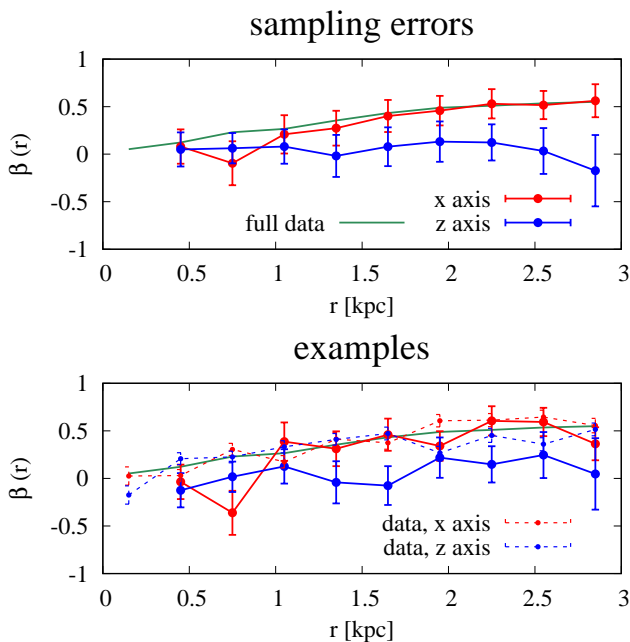 sampling errors
1
0.5
0
-0.5
-1
β (r)
x axis
full data z axis
0 0.5 1 1.5 2 2.5 3
r [kpc]
examples
1
0.5
0
-0.5
-1
β (r)
data, x axis
data, z axis
0 0.5 1 1.5 2 2.5 3
r [kpc]